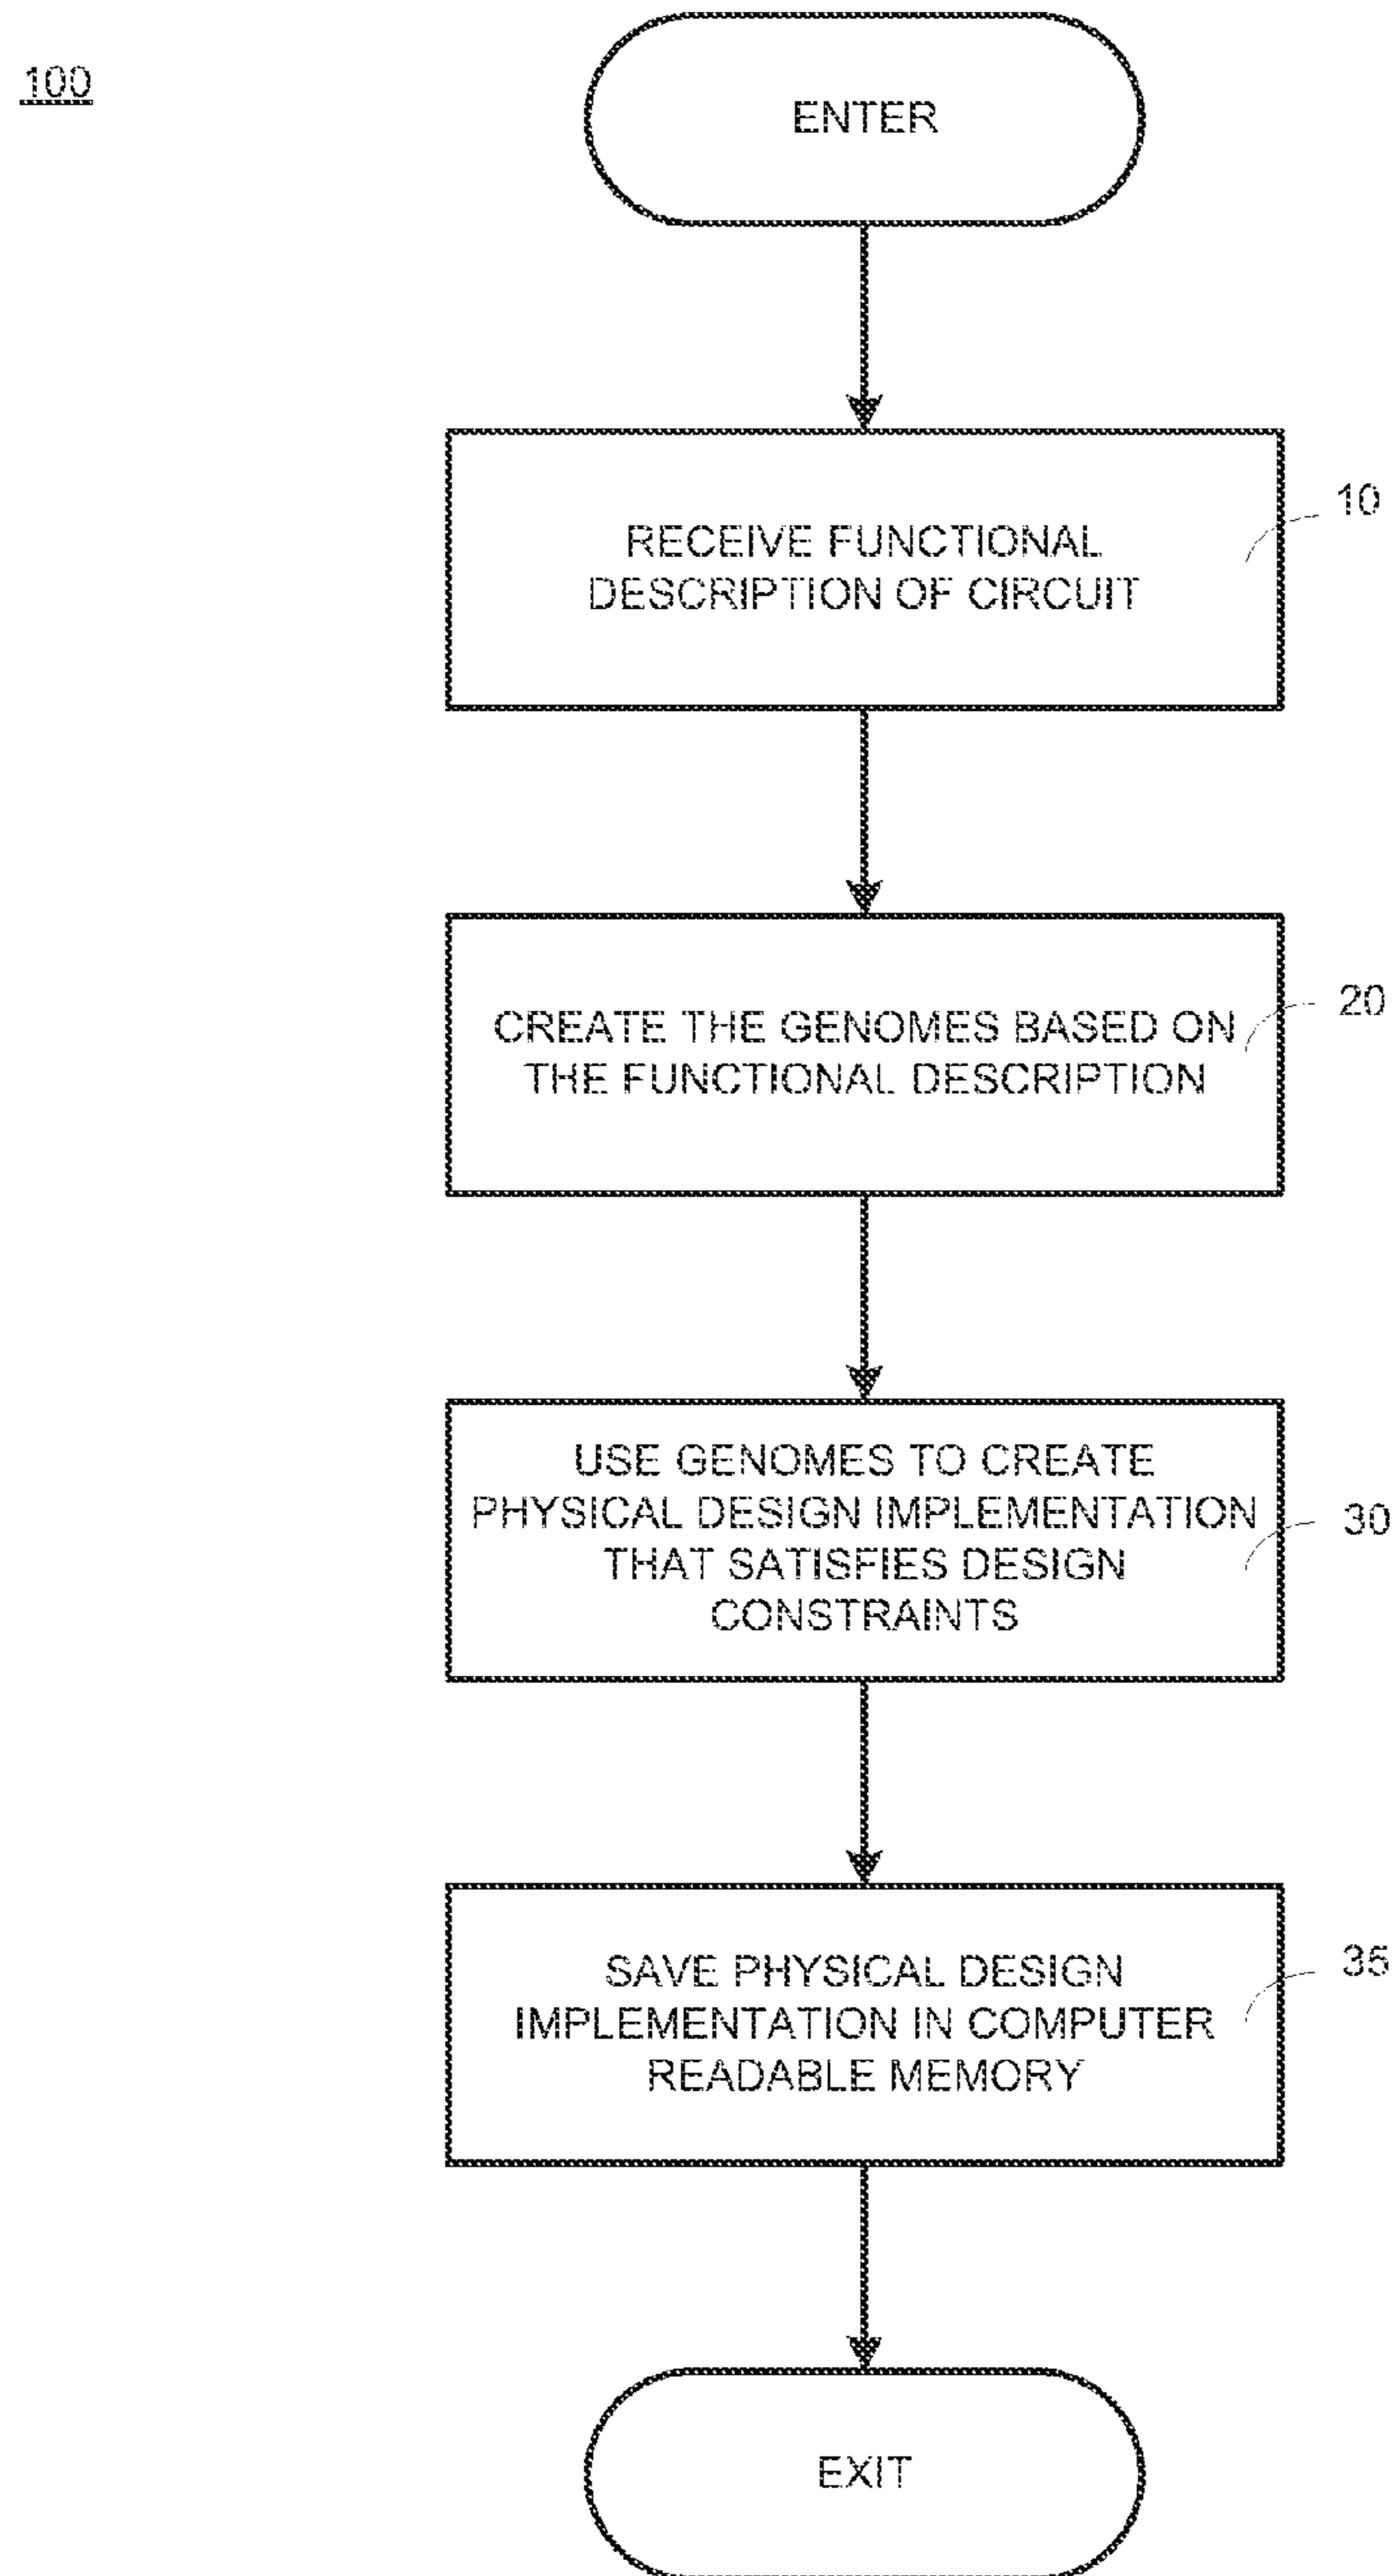 100
ENTER
RECEIVE FUNCTIONAL
DESCRIPTION OF CIRCUIT
10
CREATE THE GENOMES BASED ON
THE FUNCTIONAL DESCRIPTION
20
USE GENOMES TO CREATE
PHYSICAL DESIGN IMPLEMENTATION
THAT SATISFIES DESIGN
CONSTRAINTS
30
SAVE PHYSICAL DESIGN
IMPLEMENTATION IN COMPUTER
READABLE MEMORY
35
EXIT